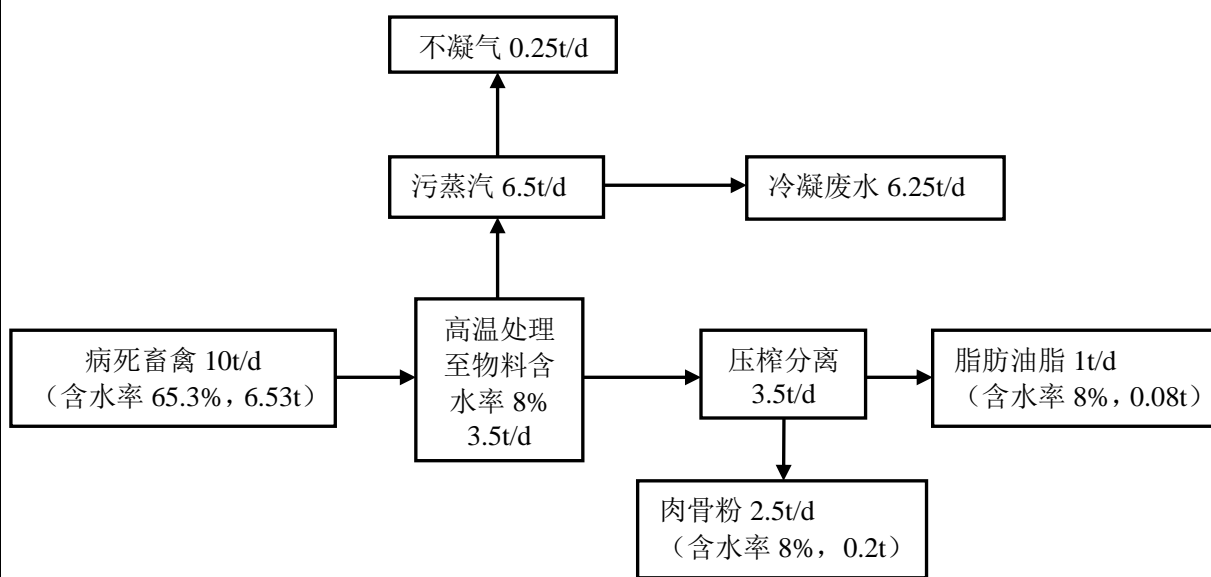 不凝气 0.25t/d
污蒸汽 6.5t/d
冷凝废水 6.25t/d
病死畜禽 10t/d
（含水率 65.3%，6.53t）
高温处理
至物料含
水率 8%
3.5t/d
压榨分离
3.5t/d
脂肪油脂 1t/d
（含水率 8%，0.08t）
肉骨粉 2.5t/d
（含水率 8%，0.2t）